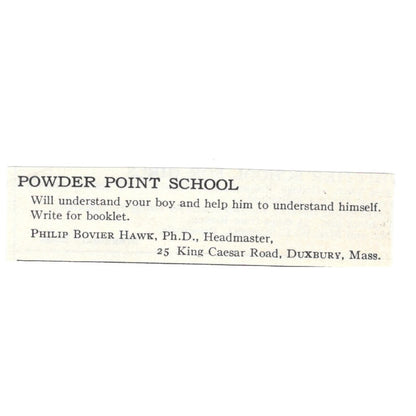 POWDER POINT SCHOOL
Will understand your boy and help him to understand himself.
Write for booklet.
PHILIP BOVIER HAWK, Ph.D., Headmaster,
25 King Caesar Road, DUXBURY, Mass.